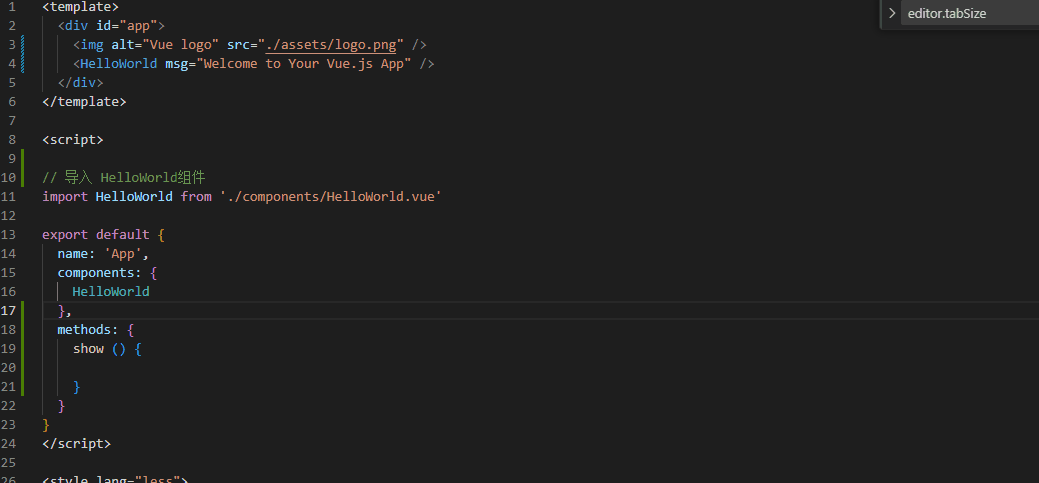 1 <template>
2   <div id="app">
3     <img alt="Vue logo" src="./assets/logo.png" />
4     <HelloWorld msg="Welcome to Your Vue.js App" />
5   </div>
6 </template>
7
8 <script>
9
10 // 导入 HelloWorld组件
11 import HelloWorld from './components/HelloWorld.vue'
12
13 export default {
14   name: 'App',
15   components: {
16     HelloWorld
17   },
18   methods: {
19     show () {
20
21     }
22   }
23 }
24 </script>
25
26 <style lang="less">
editor.tabSize